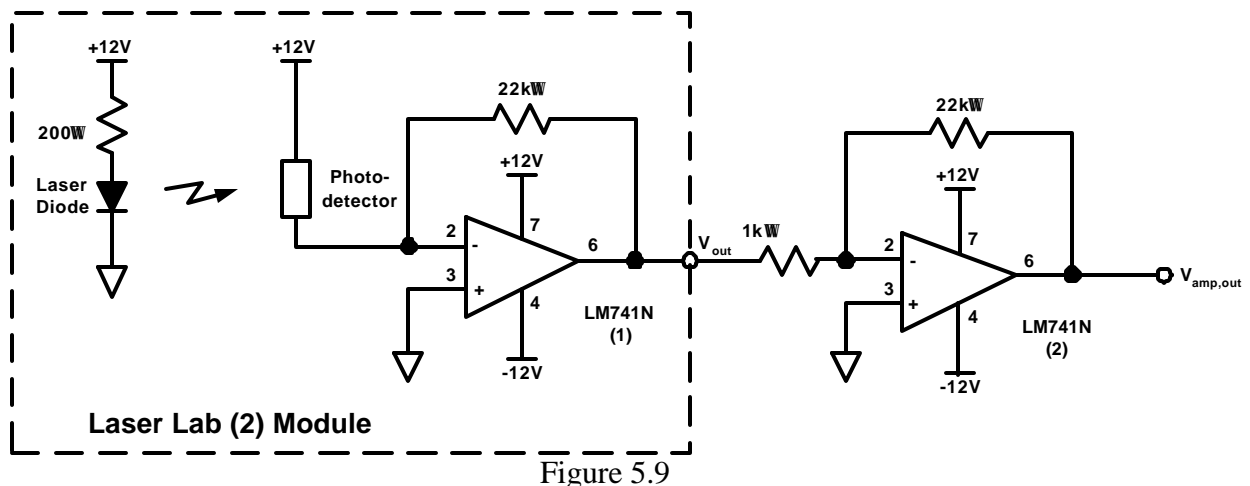 +12V
200W
Laser
Diode
+12V
Photo-
detector
22kW
+12V
7
2
-
3
+
6
4
-12V
LM741N
(1)
V out
Laser Lab (2) Module
1kW
22kW
+12V
7
2
-
3
+
6
4
-12V
LM741N
(2)
V amp,out
Figure 5.9